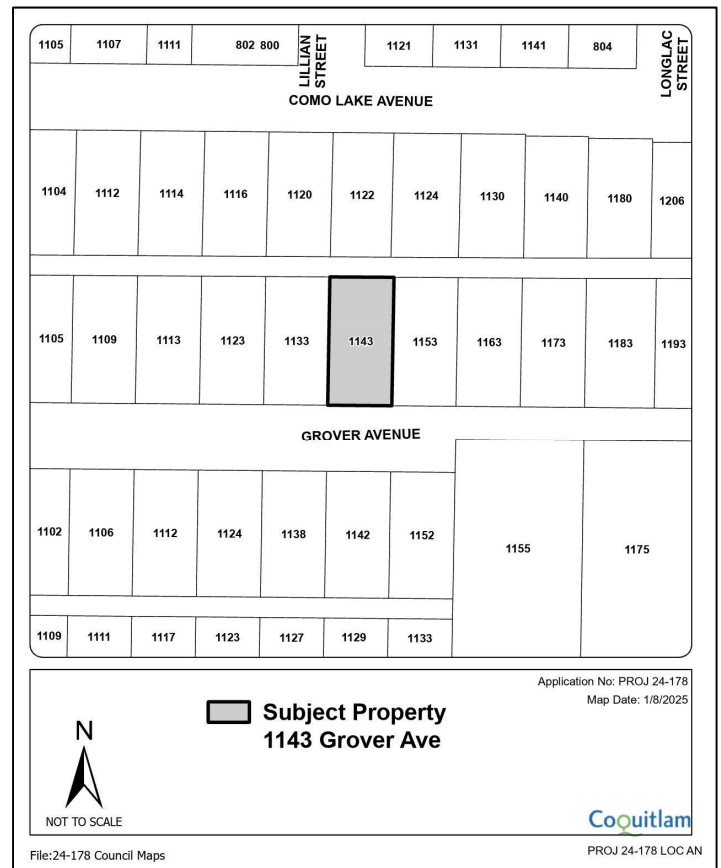 1105 1107 1111 802 800 LILLIAN STREET 1121 1131 1141 804 LONGLAC STREET
COMO LAKE AVENUE
1104 1112 1114 1116 1120 1122 1124 1130 1140 1180 1206
1105 1109 1113 1123 1133 1143 1153 1163 1173 1183 1193
GROVER AVENUE
1102 1106 1112 1124 1138 1142 1152 1155 1175
1109 1111 1117 1123 1127 1129 1133
Application No: PROJ 24-178
Map Date: 1/8/2025
Subject Property
1143 Grover Ave
N
NOT TO SCALE
Coquitlam
File:24-178 Council Maps
PROJ 24-178 LOC AN